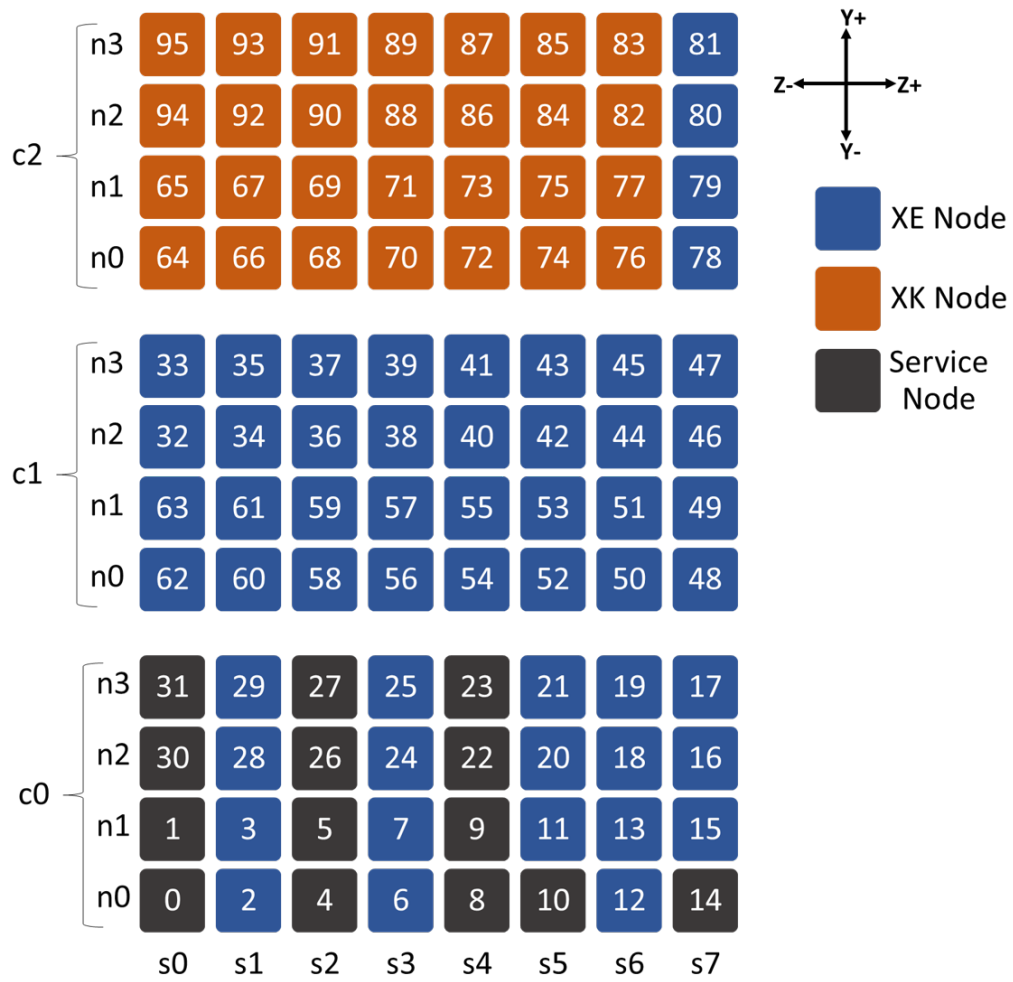 n3 95 93 91 89 87 85 83 81
n2 94 92 90 88 86 84 82 80
c2
n1 65 67 69 71 73 75 77 79
n0 64 66 68 70 72 74 76 78
n3 33 35 37 39 41 43 45 47
n2 32 34 36 38 40 42 44 46
c1
n1 63 61 59 57 55 53 51 49
n0 62 60 58 56 54 52 50 48
n3 31 29 27 25 23 21 19 17
n2 30 28 26 24 22 20 18 16
c0
n1 1 3 5 7 9 11 13 15
n0 0 2 4 6 8 10 12 14
s0 s1 s2 s3 s4 s5 s6 s7
Y+
Z- Z+
Y-
XE Node
XK Node
Service
Node